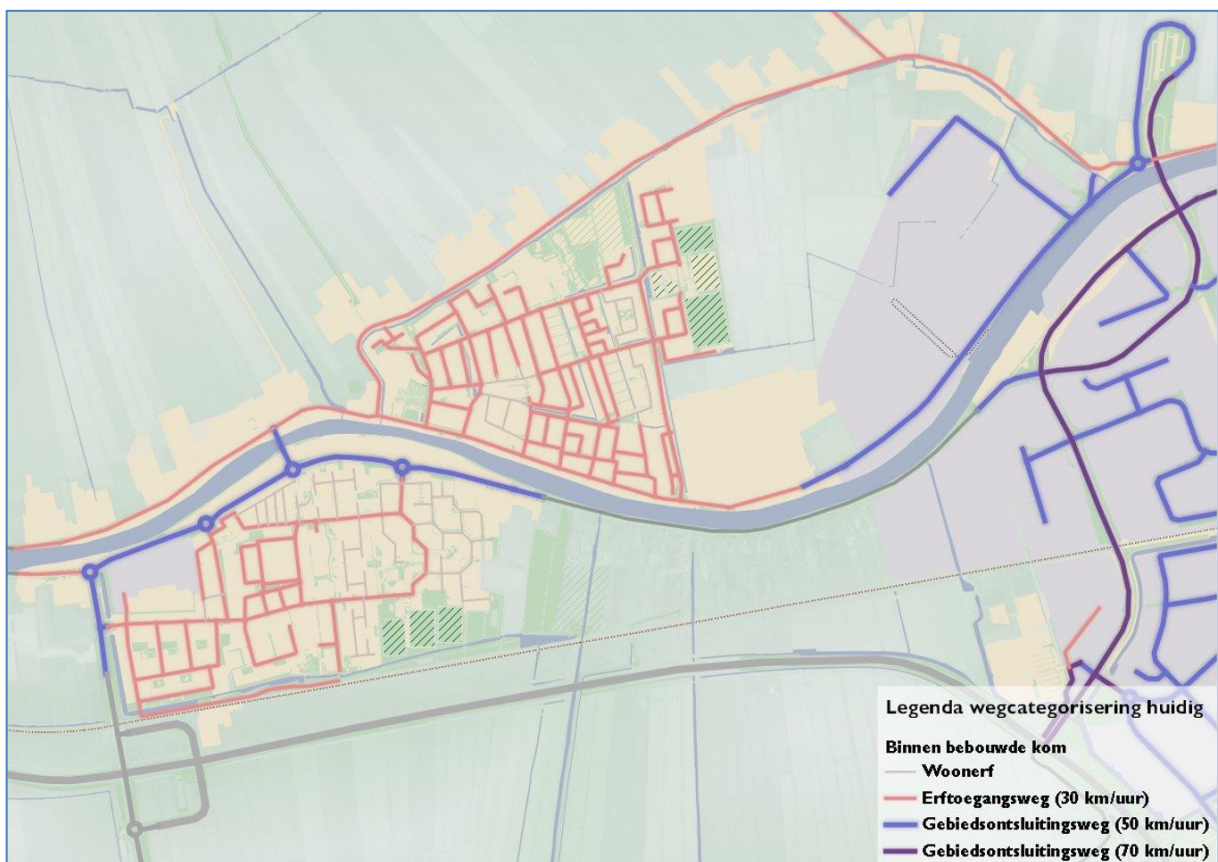 Legenda wegcategorisering huidig
Binnen bebouwde kom
Woonerf
Erftoegangsweg (30 km/uur)
Gebiedsontsluitingsweg (50 km/uur)
Gebiedsontsluitingsweg (70 km/uur)